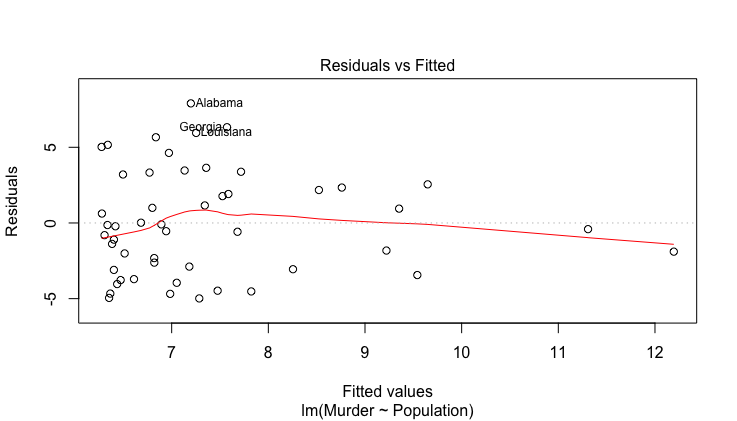 Residuals vs Fitted
Alabama
Georgia
Louisiana
Residuals
5
0
-5
7 8 9 10 11 12
Fitted values
lm(Murder ~ Population)